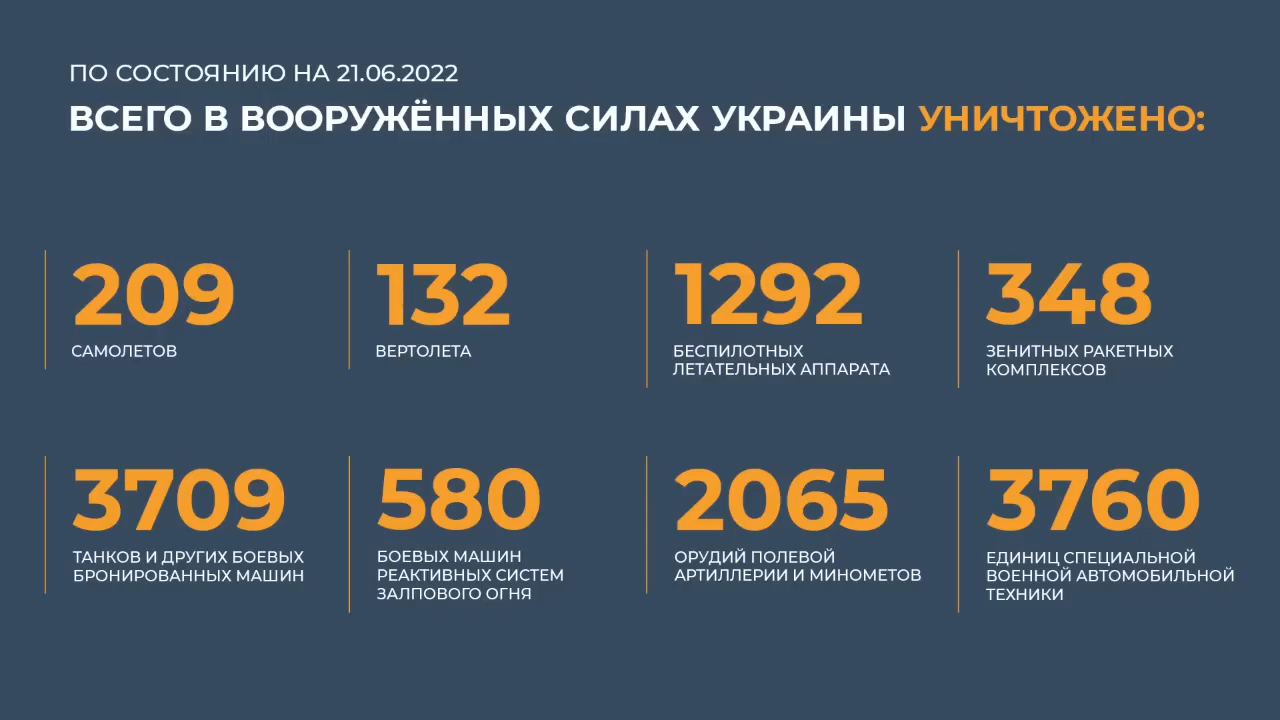 ПО СОСТОЯНИЮ НА 21.06.2022
ВСЕГО В ВООРУЖЁННЫХ СИЛАХ УКРАИНЫ УНИЧТОЖЕНО:
209
САМОЛЕТОВ
132
ВЕРТОЛЕТА
1292
БЕСПИЛОТНЫХ
ЛЕТАТЕЛЬНЫХ АППАРАТА
348
ЗЕНИТНЫХ РАКЕТНЫХ
КОМПЛЕКСОВ
3709
ТАНКОВ И ДРУГИХ БОЕВЫХ
БРОНИРОВАННЫХ МАШИН
580
БОЕВЫХ МАШИН
РЕАКТИВНЫХ СИСТЕМ
ЗАЛПОВОГО ОГНЯ
2065
ОРУДИЙ ПОЛЕВОЙ
АРТИЛЛЕРИИ И МИНОМЕТОВ
3760
ЕДИНИЦ СПЕЦИАЛЬНОЙ
ВОЕННОЙ АВТОМОБИЛЬНОЙ
ТЕХНИКИ